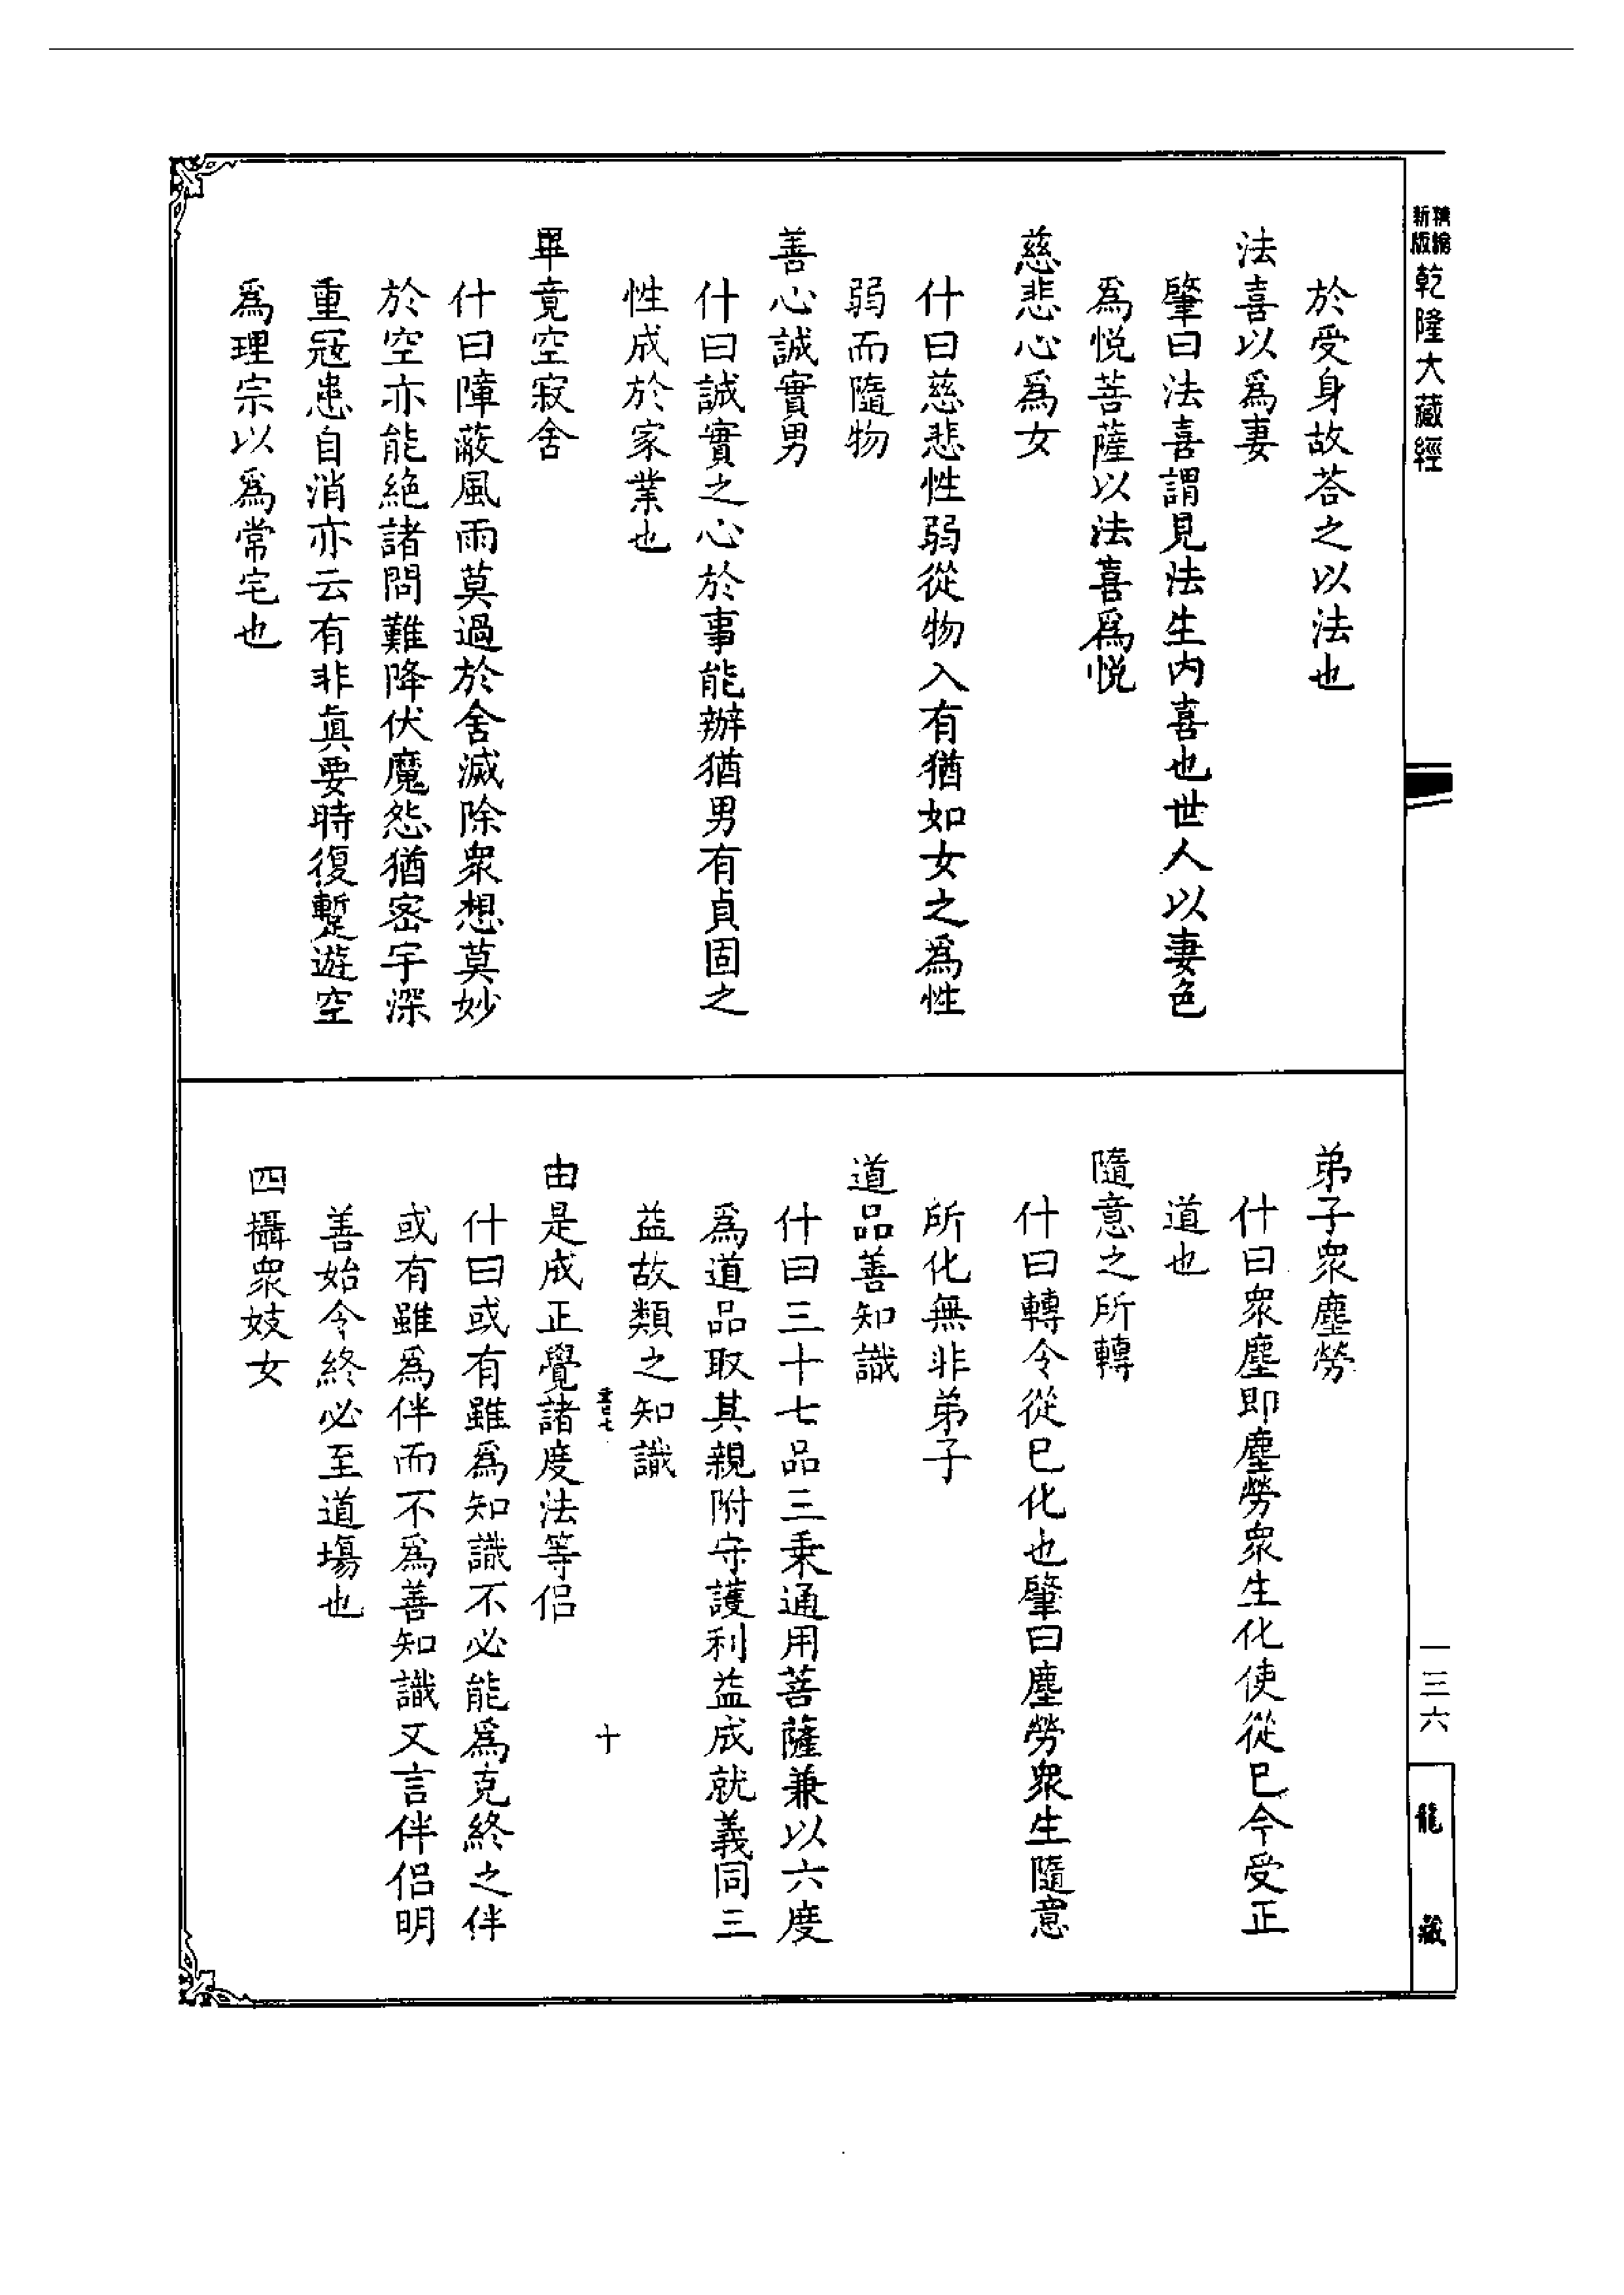 新版精縮乾隆大藏經
於受身故荅之以法也
法喜以爲妻
肇曰法喜謂見法生内喜也世人以妻色
爲悦菩薩以法喜爲悦
慈悲心爲女
什曰慈悲性弱從物入有猶如女之爲性
弱而隨物
善心誠實男
什曰誠實之心於事能辦猶男有貞固之
性成於家業也
畢竟空寂舍
什曰障蔽風雨莫過於舍滅除衆想莫妙
於空亦能絶諸問難降伏魔怨猶密宇深
重冦患自消亦云有非真要時復蹔遊空
爲理宗以爲常宅也
弟子衆塵勞
什曰衆塵即塵勞衆生化使從已令受正
道也
隨意之所轉
什曰轉令從已化也肇曰塵勞衆生隨意
所化無非弟子
道品善知識
什曰三十七品三乗通用菩薩兼以六度
爲道品取其親附守護利益成就義同三
益故類之知識
十
由是成正覺諸度法等侣
什曰或有雖爲知識不必能爲克終之伴
或有雖爲伴而不爲善知識又言伴侣明
善始令終必至道塲也
四攝衆妓女
一三六
龍藏